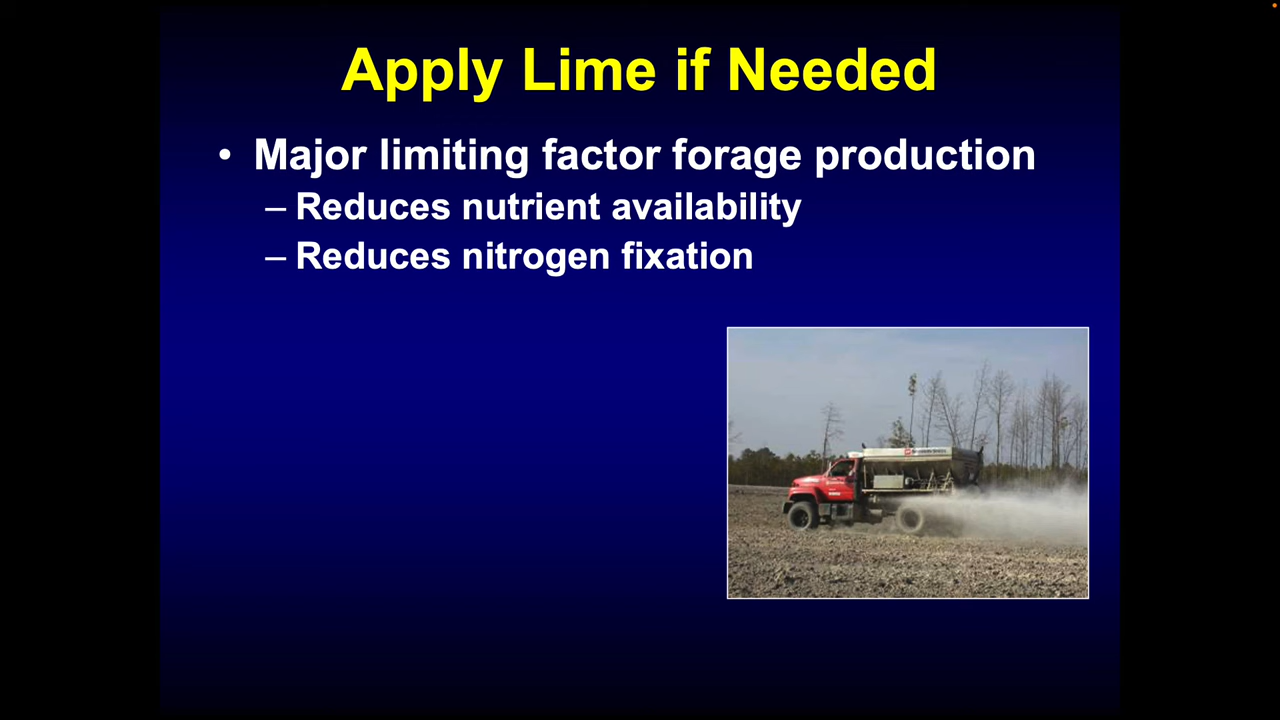 Apply Lime if Needed
• Major limiting factor forage production
– Reduces nutrient availability
– Reduces nitrogen fixation